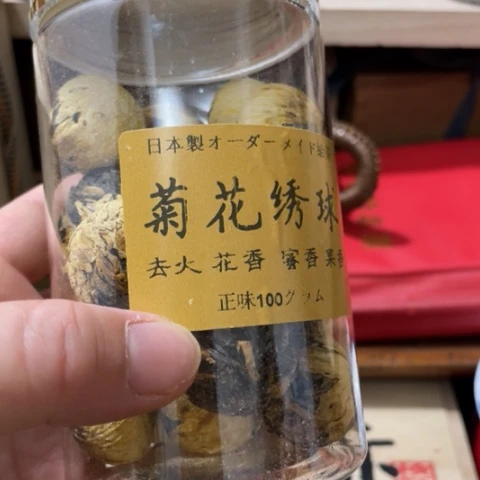 日本製オーダーメイド
菊花绣球
去火 花香 蜜香 果香
正味100グラム